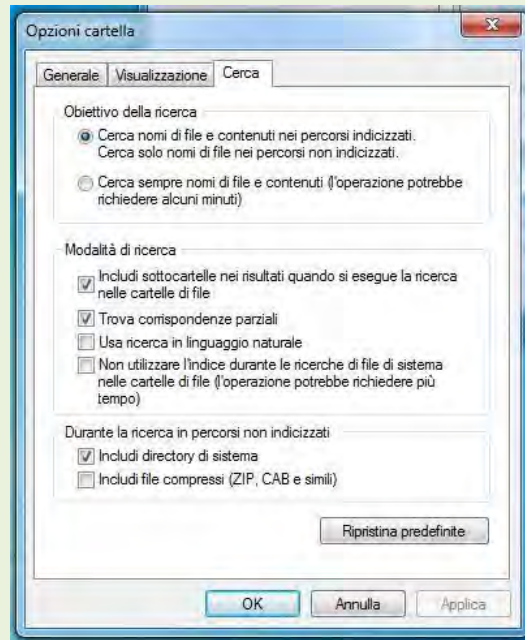 Opzioni cartella
Generale
Visualizzazione
Cerca
Obiettivo della ricerca
Cerca nomi di file e contenuti nei percorsi indicizzati.
Cerca solo nomi di file nei percorsi non indicizzati.
Cerca sempre nomi di file e contenuti (l'operazione potrebbe
richiedere alcuni minuti)
Modalità di ricerca
Includi sottocartelle nei risultati quando si esegue la ricerca
nelle cartelle di file
Trova corrispondenze parziali
Usa ricerca in linguaggio naturale
Non utilizzare l'indice durante le ricerche di file di sistema
nelle cartelle di file (l'operazione potrebbe richiedere più
tempo)
Durante la ricerca in percorsi non indicizzati
Includi directory di sistema
Includi file compressi (ZIP, CAB e simili)
Ripristina predefinite
OK
Annulla
Applica